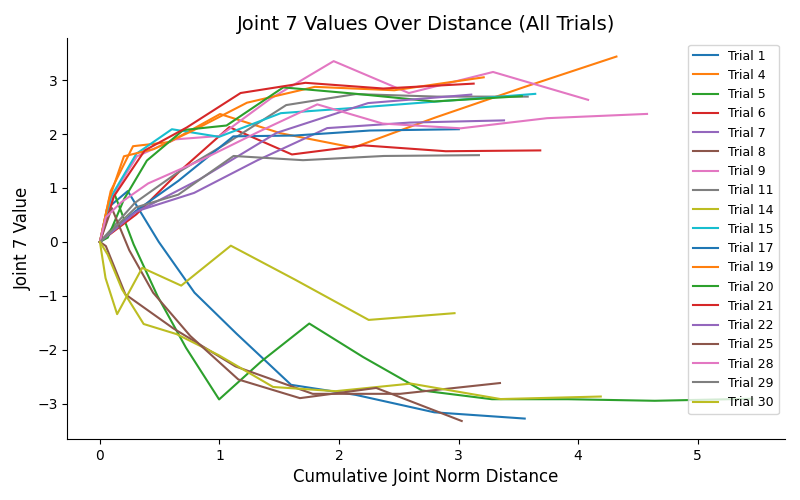 Joint 7 Values Over Distance (All Trials)
Joint 7 Value
3
2
1
0
−1
−2
−3
0
1
2
3
4
5
Cumulative Joint Norm Distance
Trial 1
Trial 4
Trial 5
Trial 6
Trial 7
Trial 8
Trial 9
Trial 11
Trial 14
Trial 15
Trial 17
Trial 19
Trial 20
Trial 21
Trial 22
Trial 25
Trial 28
Trial 29
Trial 30